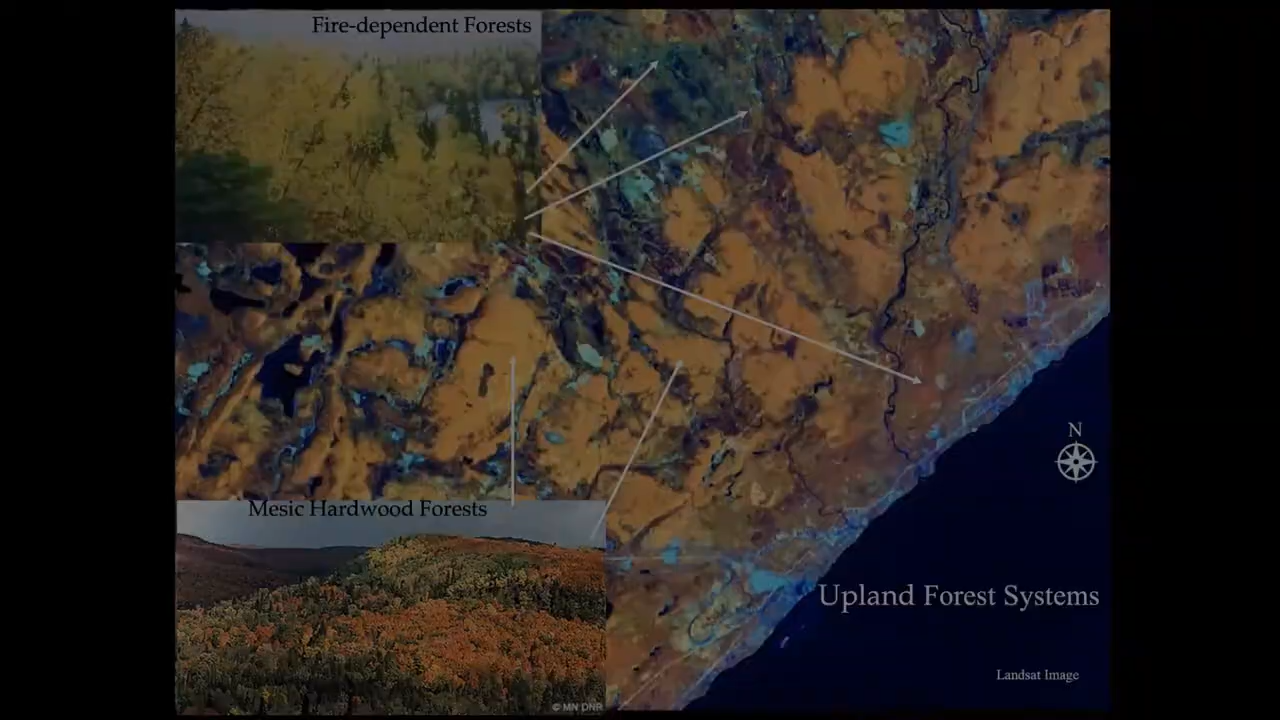 Fire-dependent Forests
N
Mesic Hardwood Forests
Upland Forest Systems
Landsat Image
© MN DNR